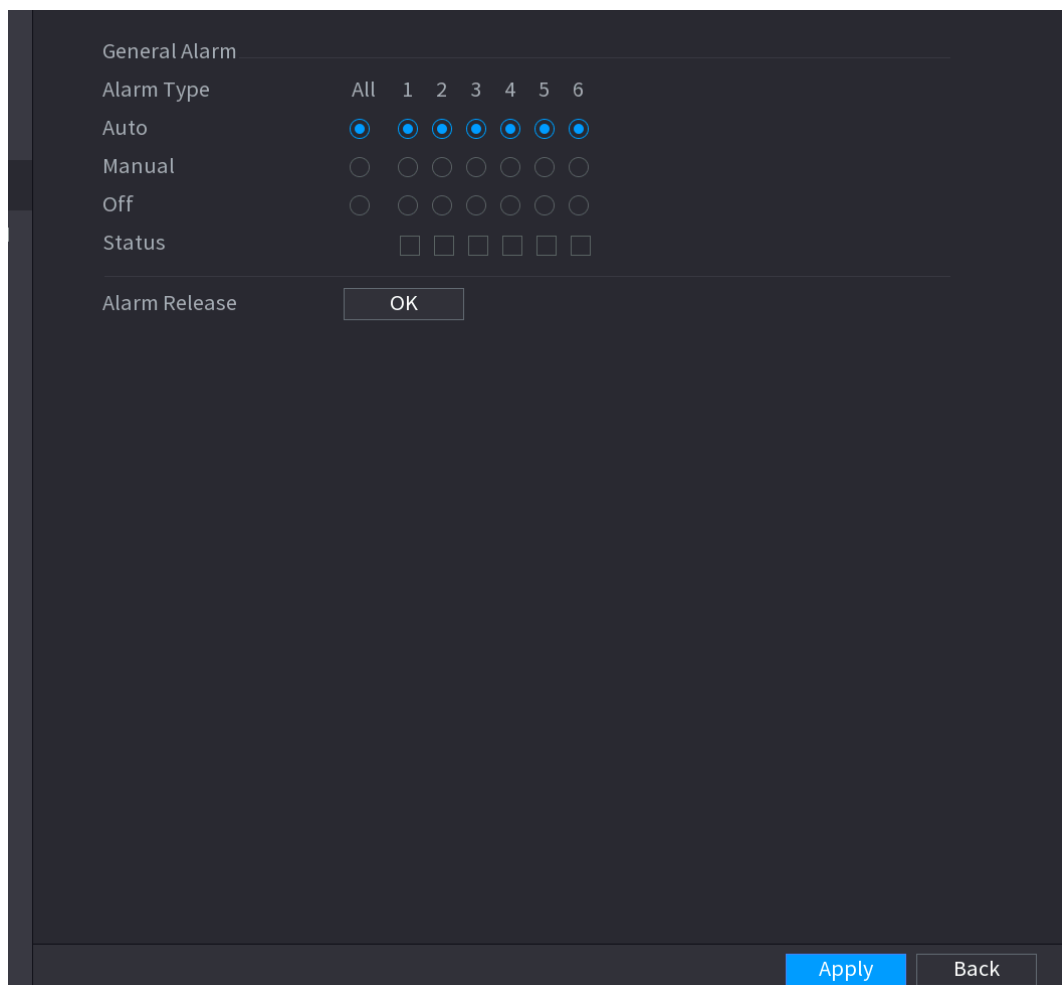 General Alarm
Alarm Type All 1 2 3 4 5 6
Auto
Manual
Off
Status
Alarm Release OK
Apply Back